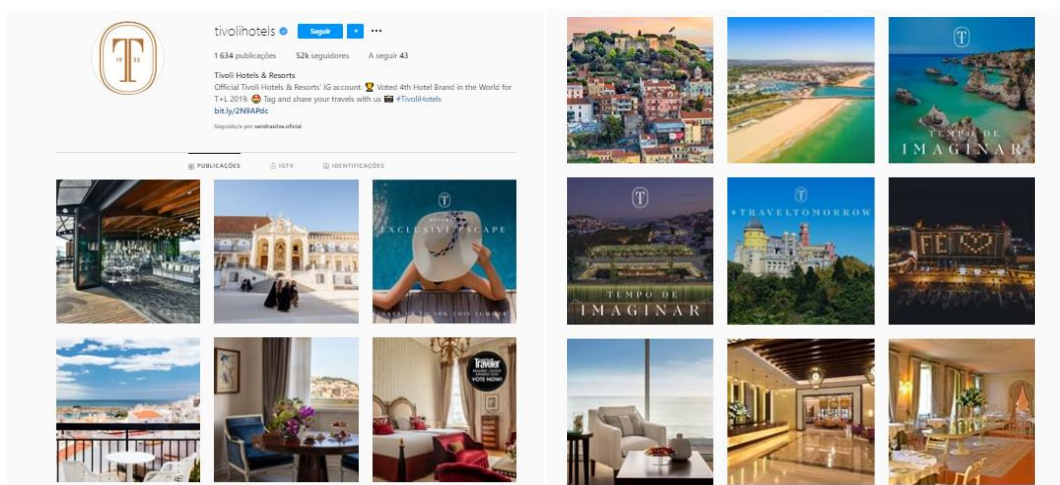 T
19 33
tivolihotels
Seguir
1 634 publicações 52k seguidores A seguir 43
Tivoli Hotels & Resorts
Official Tivoli Hotels & Resorts' IG account. 🏆 Voted 4th Hotel Brand in the World for
T+L 2019. 🤩 Tag and share your travels with us 📷 #TivoliHotels
bit.ly/2N9APdc
Seguido/a por sandrasilva.oficial
PUBLICAÇÕES IGTV IDENTIFICAÇÕES
T
EXCLUSIVE ESCAPE
Traveler
VOTE NOW!
T
TEMPO DE
IMAGINAR
T
TEMPO DE
IMAGINAR
T
#TRAVELTOMORROW